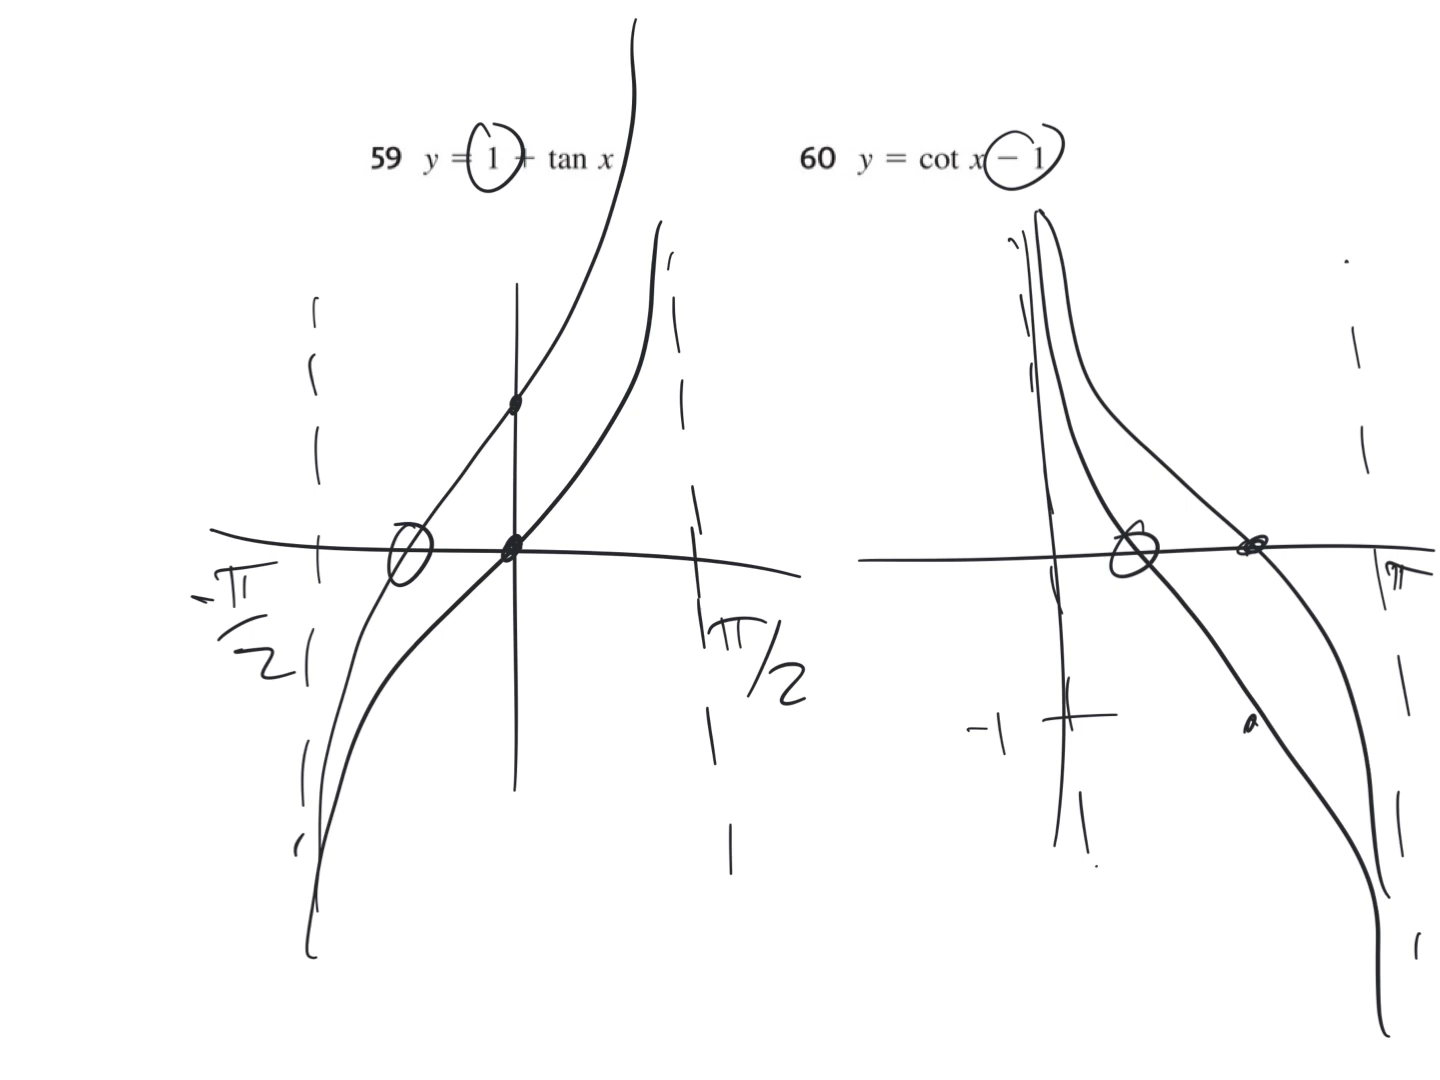 59 y = 1 + tan x
60 y = cot x − 1
-π/2
π/2
π
-1